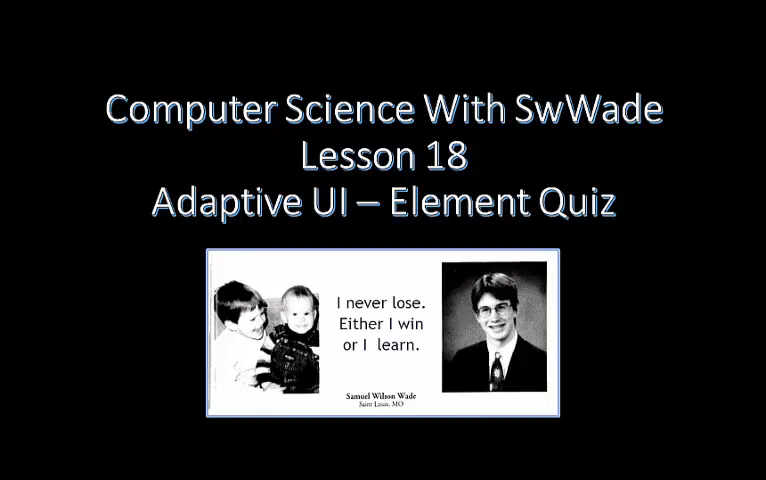 Computer Science With SwWade
Lesson 18
Adaptive UI – Element Quiz
I never lose.
Either I win
or I learn.
Samuel Wilson Wade
Saint Louis, MO